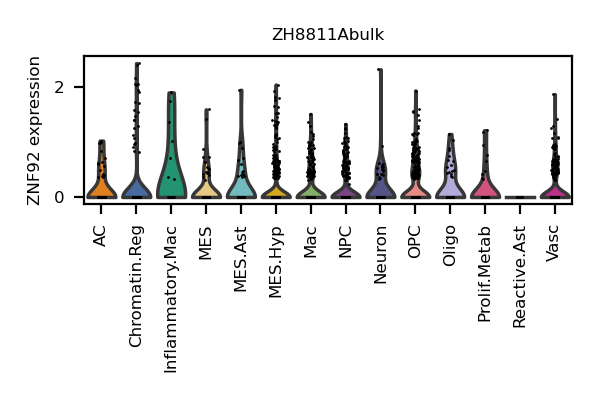 ZH8811Abulk
ZNF92 expression
2
0
AC
Chromatin.Reg
Inflammatory.Mac
MES
MES.Ast
MES.Hyp
Mac
NPC
Neuron
OPC
Oligo
Prolif.Metab
Reactive.Ast
Vasc